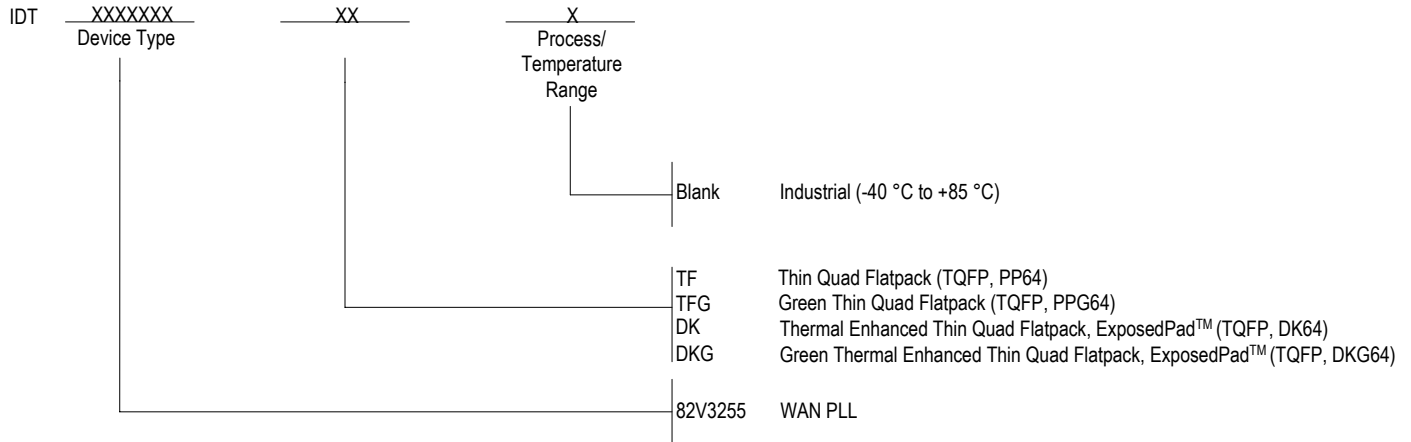 IDT XXXXXXX XX X
Device Type
Process/
Temperature
Range
Blank Industrial (-40 °C to +85 °C)
TF Thin Quad Flatpack (TQFP, PP64)
TFG Green Thin Quad Flatpack (TQFP, PPG64)
DK Thermal Enhanced Thin Quad Flatpack, ExposedPad™ (TQFP, DK64)
DKG Green Thermal Enhanced Thin Quad Flatpack, ExposedPad™ (TQFP, DKG64)
82V3255 WAN PLL